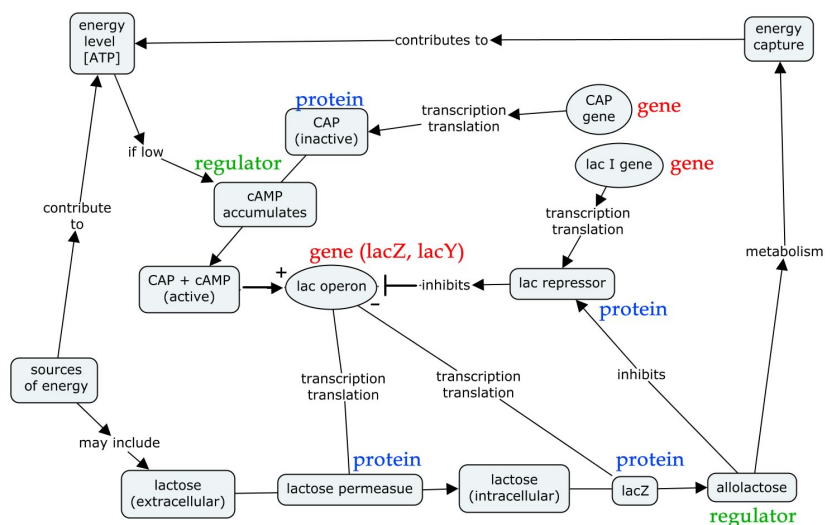 energy
level
[ATP]
contributes to
energy
capture
protein
CAP
(inactive)
transcription
translation
CAP
gene
gene
if low
regulator
lac I gene
gene
cAMP
accumulates
contribute
to
transcription
translation
gene (lacZ, lacY)
metabolism
CAP + cAMP
(active)
+
lac operon
–
inhibits
lac repressor
protein
sources
of energy
transcription
translation
transcription
translation
inhibits
may include
protein
protein
lactose
(extracellular)
lactose permeasue
lactose
(intracellular)
lacZ
allolactose
regulator